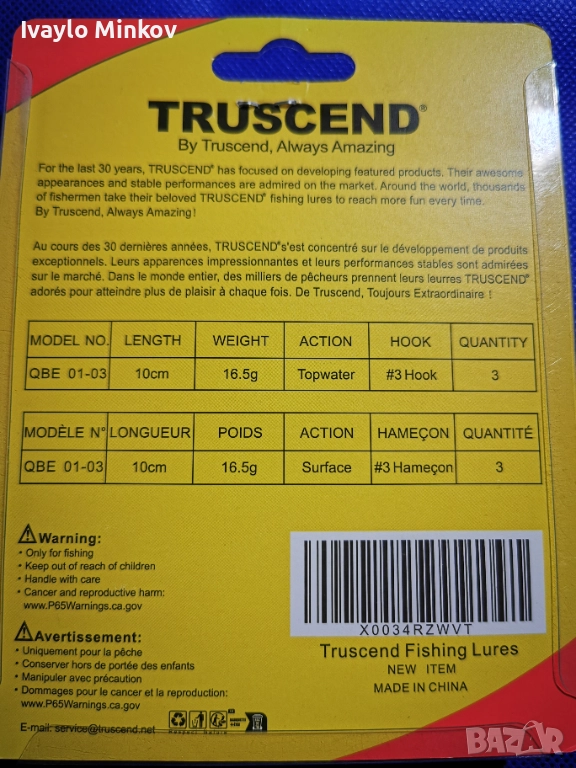 Ivaylo Minkov
TRUSCEND®
By Truscend, Always Amazing
For the last 30 years, TRUSCEND® has focused on developing featured products. Their awesome
appearances and stable performances are admired on the market. Around the world, thousands
of fishermen take their beloved TRUSCEND® fishing lures to reach more fun every time.
By Truscend, Always Amazing!
Au cours des 30 dernières années, TRUSCEND®s'est concentré sur le développement de produits
exceptionnels. Leurs apparences impressionnantes et leurs performances stables sont admirées
sur le marché. Dans le monde entier, des milliers de pêcheurs prennent leurs leurres TRUSCEND®
adorés pour atteindre plus de plaisir à chaque fois. De Truscend, Toujours Extraordinaire !
MODEL NO. LENGTH WEIGHT ACTION HOOK QUANTITY
QBE 01-03 10cm 16.5g Topwater #3 Hook 3
MODÈLE N° LONGUEUR POIDS ACTION HAMEÇON QUANTITÉ
QBE 01-03 10cm 16.5g Surface #3 Hameçon 3
Warning:
• Only for fishing
• Keep out of reach of children
• Handle with care
• Cancer and reproductive harm:
www.P65Warnings.ca.gov
Avertissement:
• Uniquement pour la pêche
• Conserver hors de portée des enfants
• Manipuler avec précaution
• Dommages pour le cancer et la reproduction:
www.P65Warnings.ca.gov
E-mail: service@truscend.net
X0034RZWVT
Truscend Fishing Lures
NEW ITEM
MADE IN CHINA
BAZAR